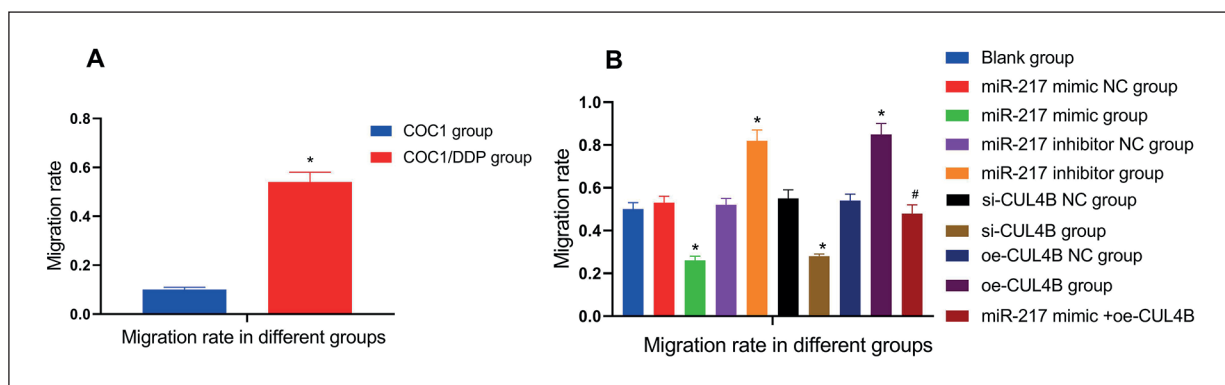 A
Migration rate
0.8
0.6
0.4
0.2
0.0
*
COC1 group
COC1/DDP group
Migration rate in different groups
B
Migration rate
1.0
0.8
0.6
0.4
0.2
0.0
*
*
*
*
#
Migration rate in different groups
Blank group
miR-217 mimic NC group
miR-217 mimic group
miR-217 inhibitor NC group
miR-217 inhibitor group
si-CUL4B NC group
si-CUL4B group
oe-CUL4B NC group
oe-CUL4B group
miR-217 mimic +oe-CUL4B